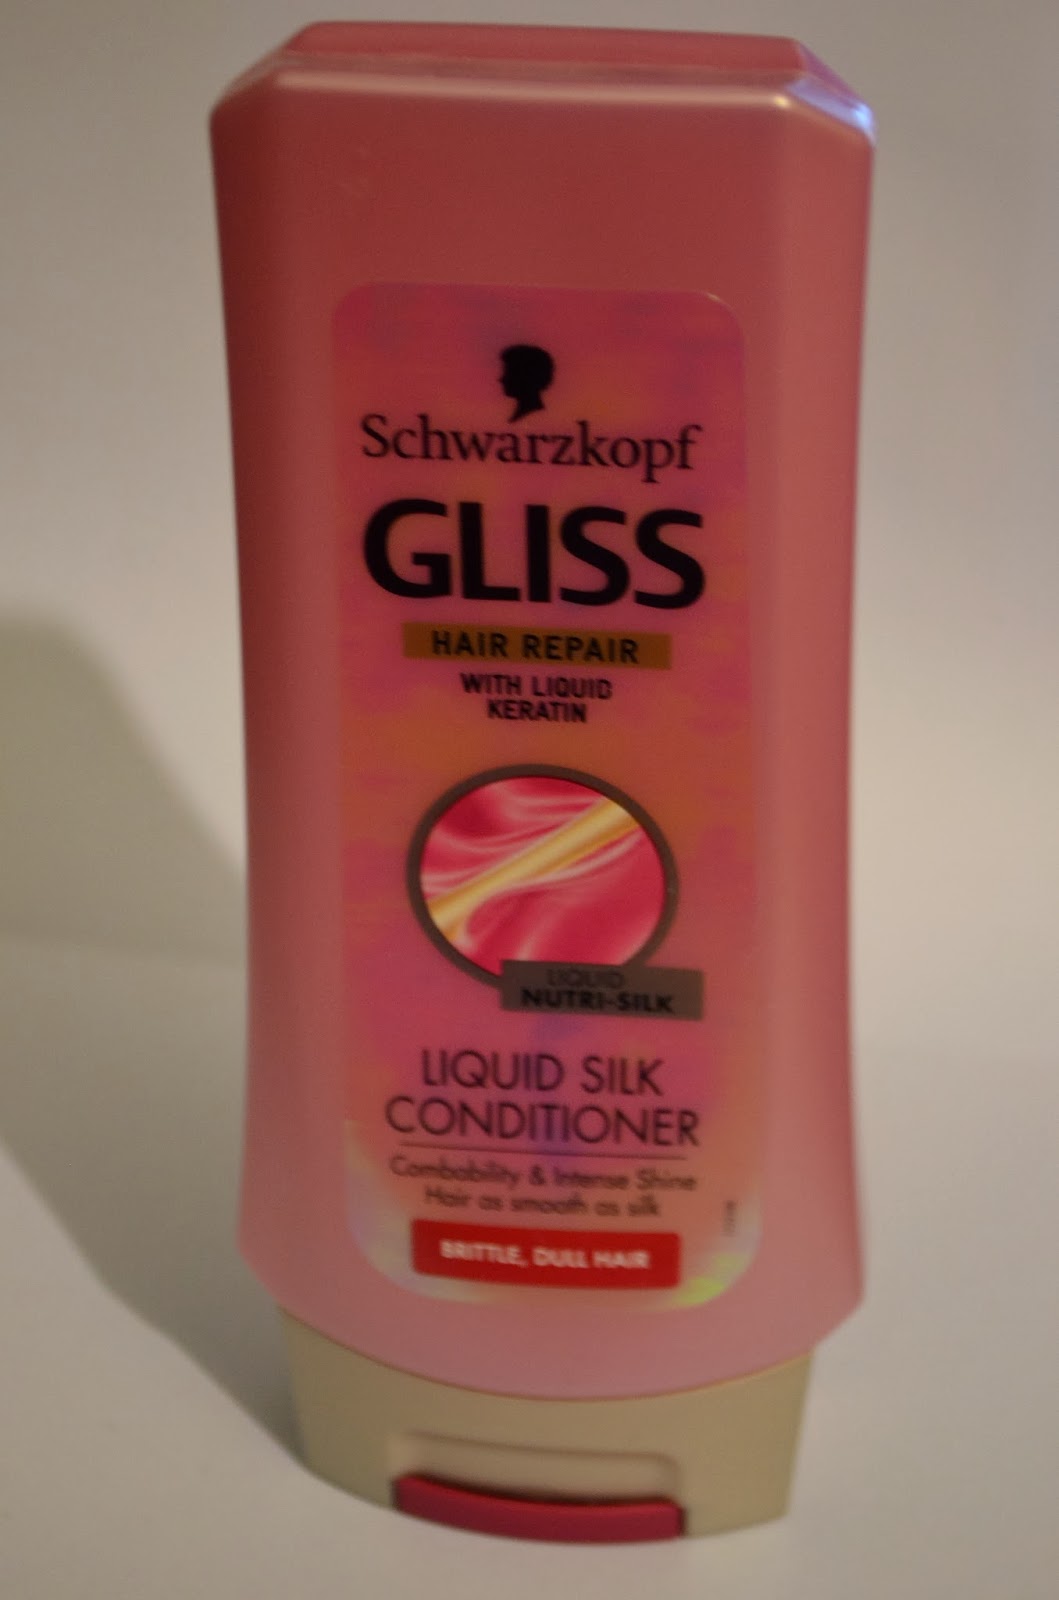 Schwarzkopf
GLISS
HAIR REPAIR
WITH LIQUID
KERATIN
LIQUID
NUTRI-SILK
LIQUID SILK
CONDITIONER
Combability & Intense Shine
Hair as smooth as silk
BRITTLE, DULL HAIR